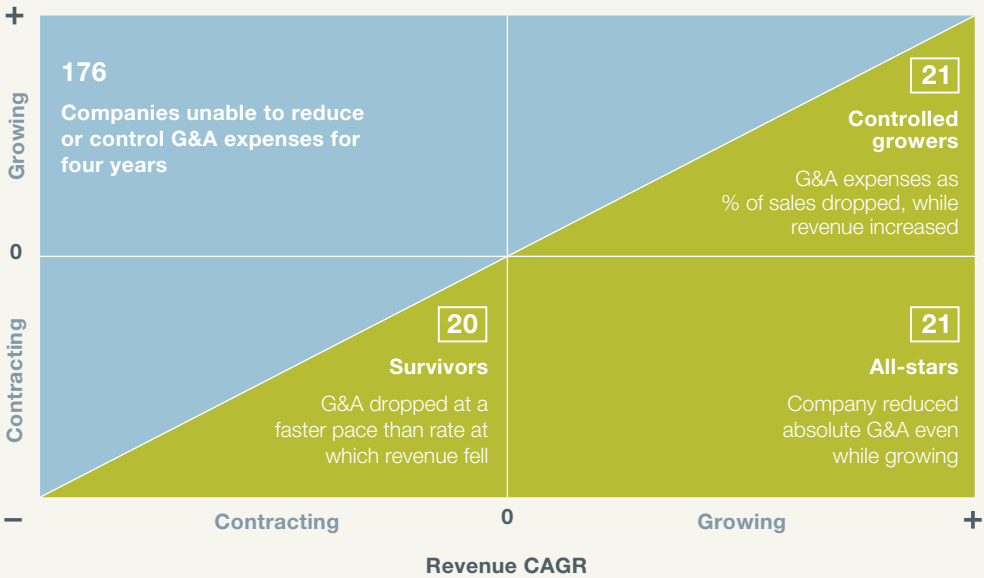 +
Growing
0
Contracting
−
176
Companies unable to reduce
or control G&A expenses for
four years
21
Controlled
growers
G&A expenses as
% of sales dropped, while
revenue increased
20
Survivors
G&A dropped at a
faster pace than rate at
which revenue fell
21
All-stars
Company reduced
absolute G&A even
while growing
Contracting
0
Growing
+
Revenue CAGR